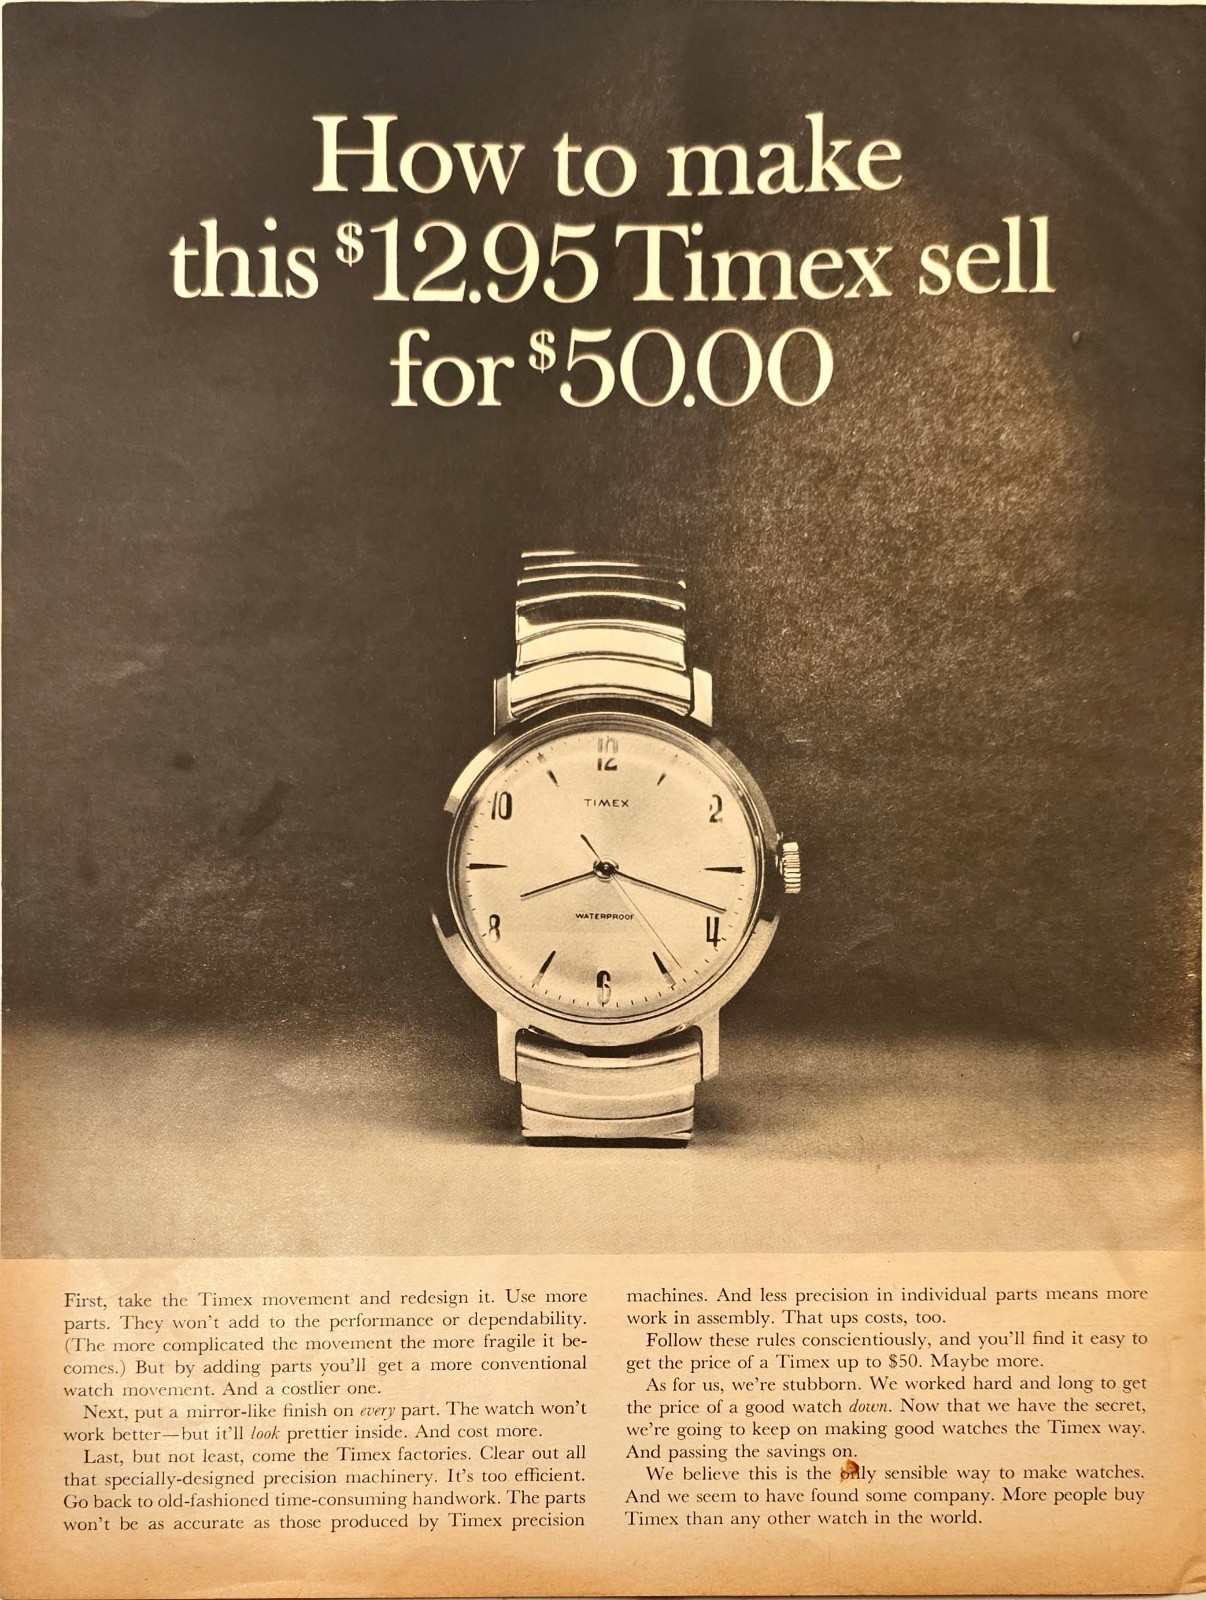 How to make
this $12.95 Timex sell
for $50.00
12
10
TIMEX
2
WATERPROOF
8
4
6
First, take the Timex movement and redesign it. Use more
parts. They won't add to the performance or dependability.
(The more complicated the movement the more fragile it be-
comes.) But by adding parts you'll get a more conventional
watch movement. And a costlier one.
Next, put a mirror-like finish on every part. The watch won't
work better—but it'll look prettier inside. And cost more.
Last, but not least, come the Timex factories. Clear out all
that specially-designed precision machinery. It's too efficient.
Go back to old-fashioned time-consuming handwork. The parts
won't be as accurate as those produced by Timex precision
machines. And less precision in individual parts means more
work in assembly. That ups costs, too.
Follow these rules conscientiously, and you'll find it easy to
get the price of a Timex up to $50. Maybe more.
As for us, we're stubborn. We worked hard and long to get
the price of a good watch down. Now that we have the secret,
we're going to keep on making good watches the Timex way.
And passing the savings on.
We believe this is the only sensible way to make watches.
And we seem to have found some company. More people buy
Timex than any other watch in the world.